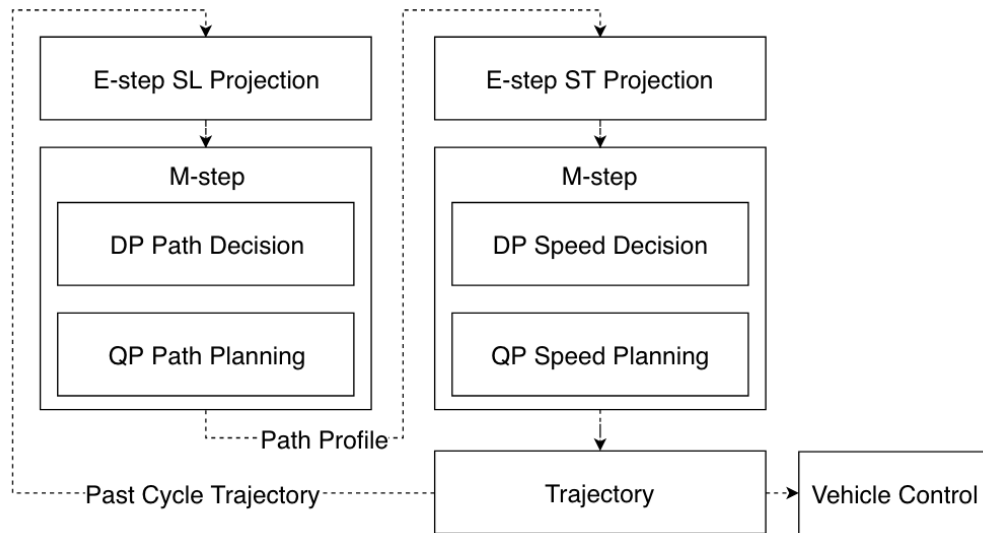 E-step SL Projection
M-step
DP Path Decision
QP Path Planning
Path Profile
E-step ST Projection
M-step
DP Speed Decision
QP Speed Planning
Trajectory
Past Cycle Trajectory
Vehicle Control